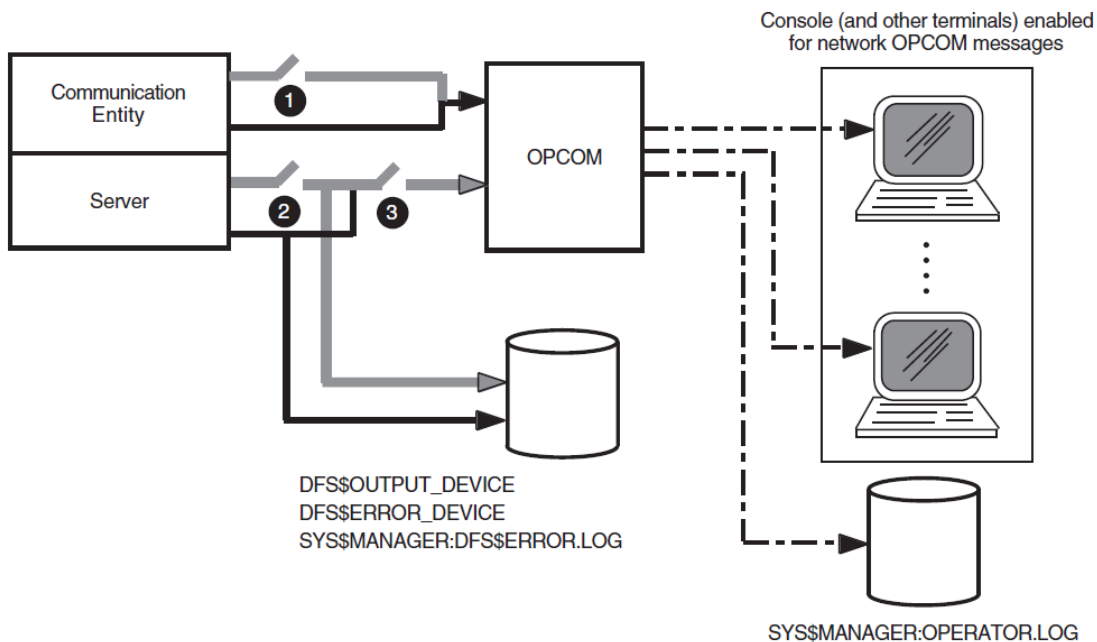 Console (and other terminals) enabled
for network OPCOM messages
Communication
Entity
1
OPCOM
Server
2
3
DFS$OUTPUT_DEVICE
DFS$ERROR_DEVICE
SYS$MANAGER:DFS$ERROR.LOG
SYS$MANAGER:OPERATOR.LOG